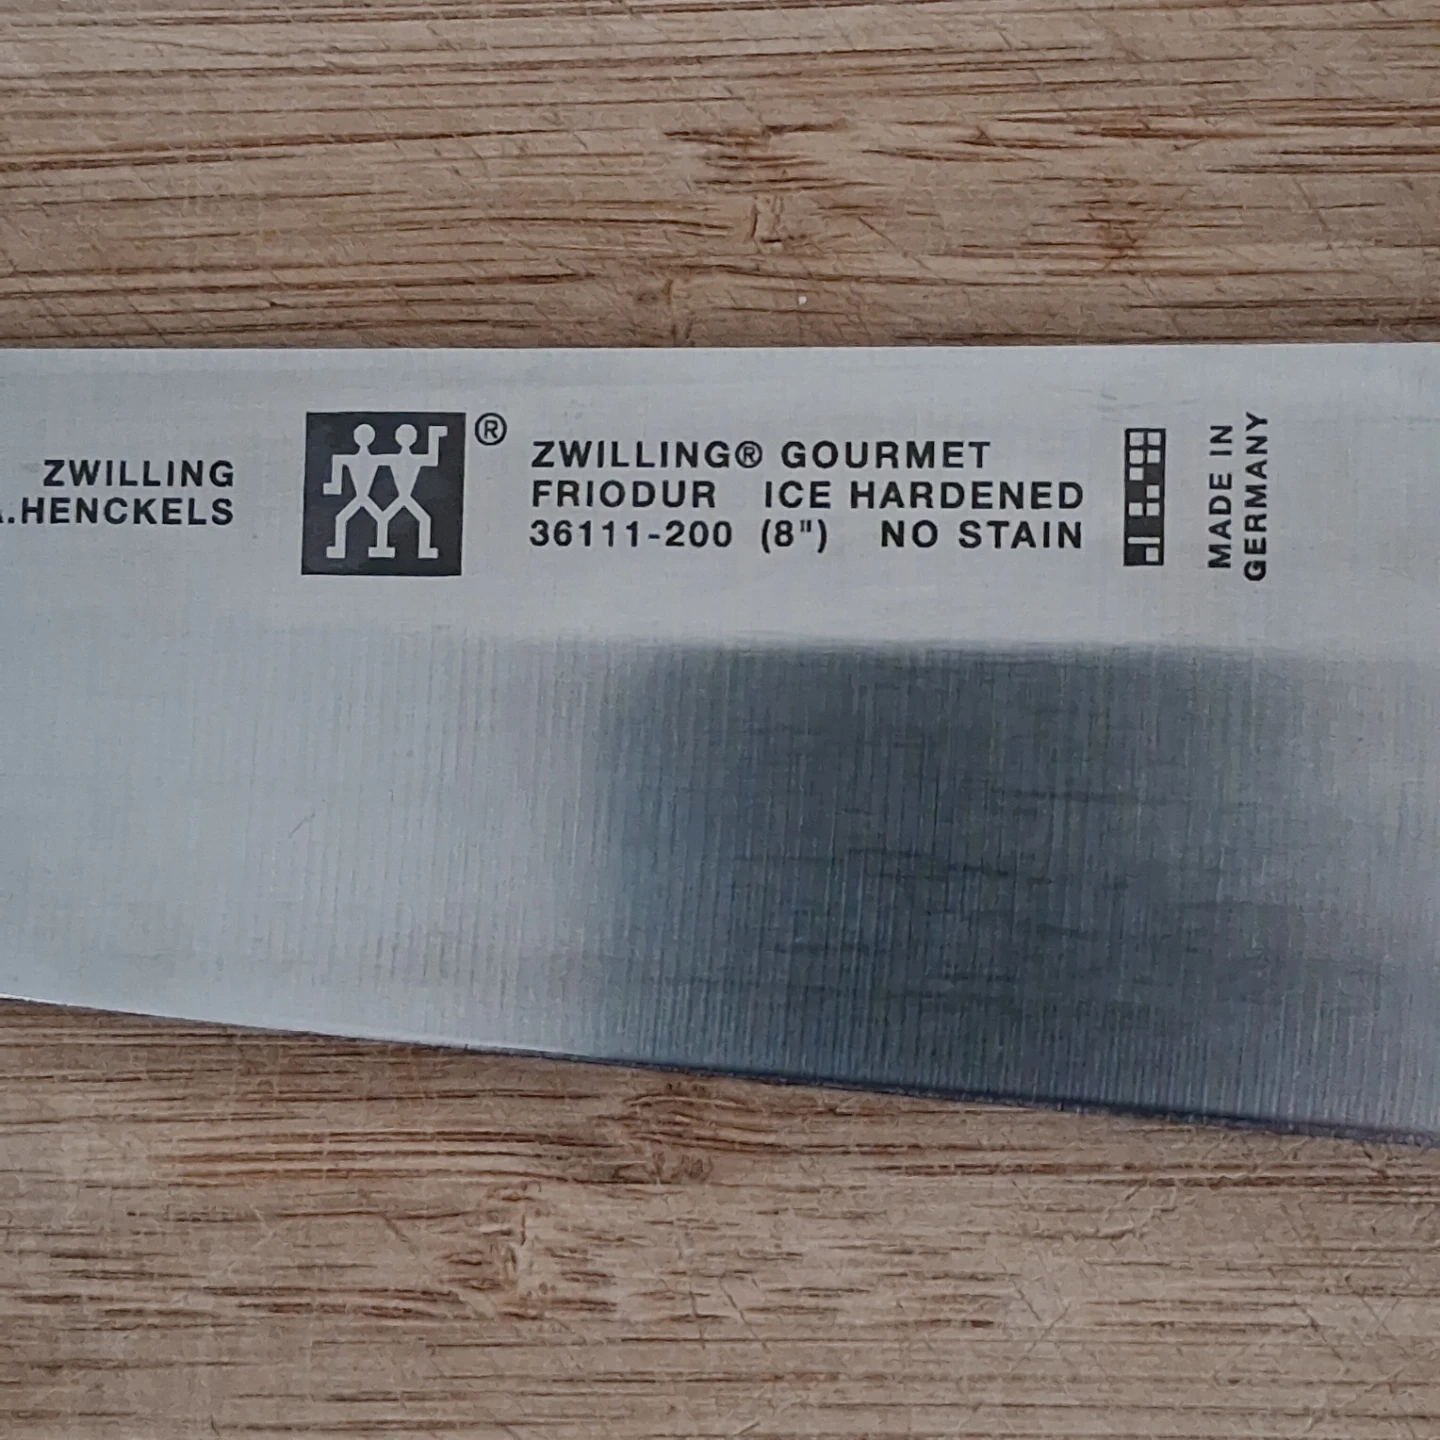 ZWILLING
.HENCKELS
®
ZWILLING® GOURMET
FRIODUR ICE HARDENED
36111-200 (8") NO STAIN
MADE IN
GERMANY